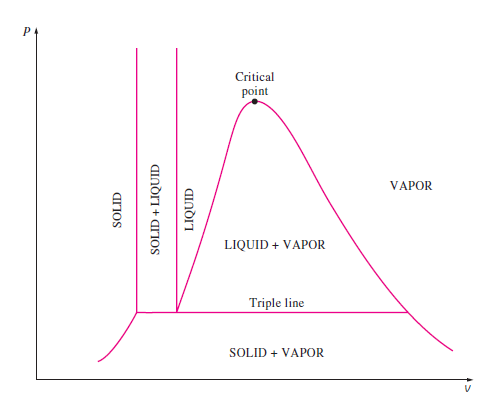 P
Critical
point
SOLID
SOLID + LIQUID
LIQUID
VAPOR
LIQUID + VAPOR
Triple line
SOLID + VAPOR
v